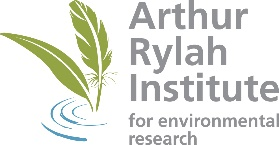 Arthur
Rylah
Institute
for environmental
research